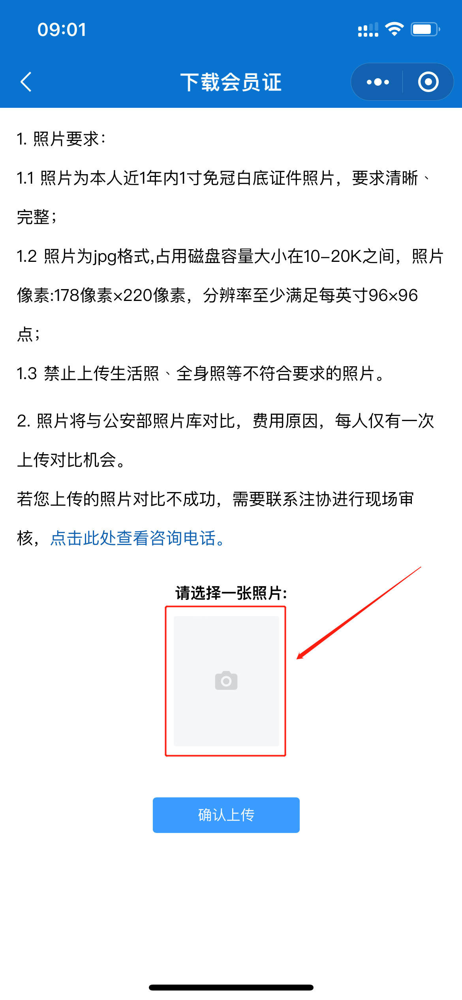 09:01
下载会员证
1. 照片要求：
1.1 照片为本人近1年内1寸免冠白底证件照片，要求清晰、
完整；
1.2 照片为jpg格式,占用磁盘容量大小在10-20K之间，照片
像素:178像素×220像素，分辨率至少满足每英寸96×96
点；
1.3 禁止上传生活照、全身照等不符合要求的照片。
2. 照片将与公安部照片库对比，费用原因，每人仅有一次
上传对比机会。
若您上传的照片对比不成功，需要联系注协进行现场审
核，点击此处查看咨询电话。
请选择一张照片:
确认上传